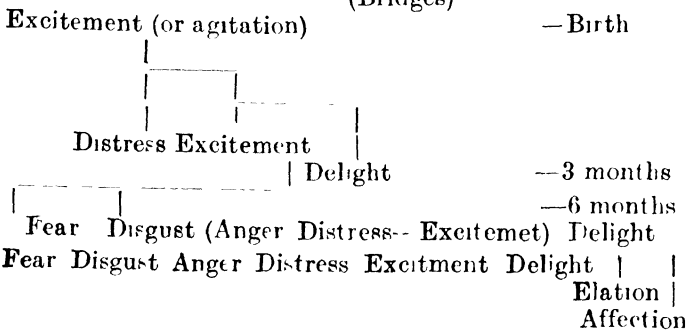 (Bridges)
Excitement (or agitation) —Birth
Distress Excitement
Delight —3 months
—6 months
Fear Disgust (Anger Distress-- Excitemet) Delight
Fear Disgust Anger Distress Excitment Delight
Elation
Affection